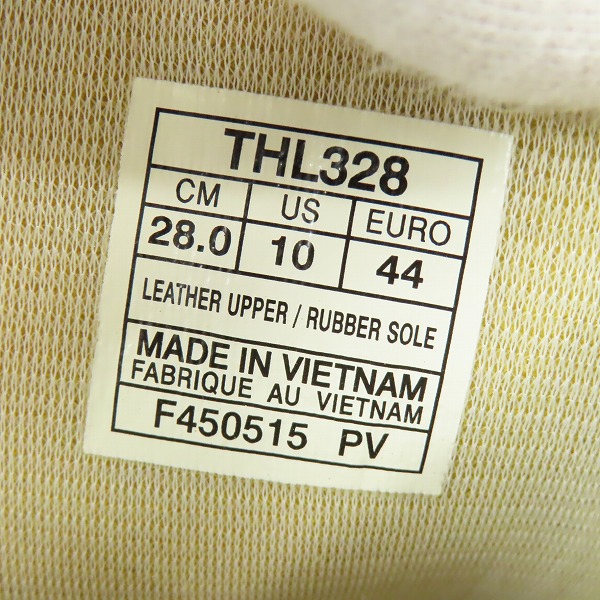 THL328
CM US EURO
28.0 10 44
LEATHER UPPER / RUBBER SOLE
MADE IN VIETNAM
FABRIQUE AU VIETNAM
F450515 PV